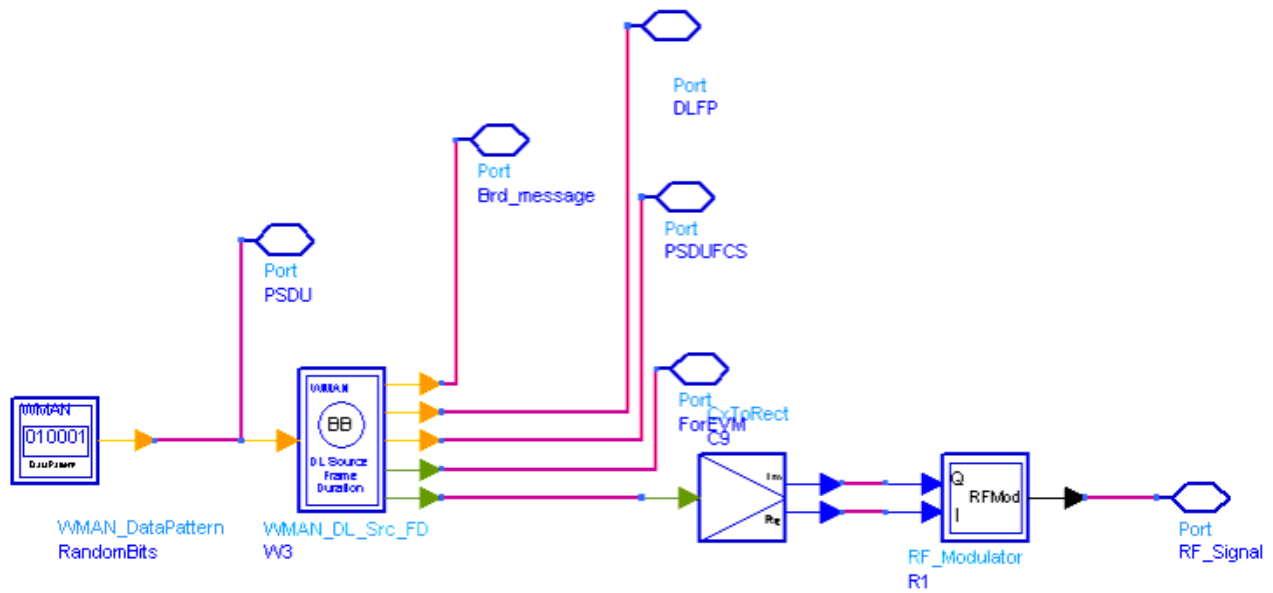 Port
DLFP
Port
Brd_message
Port
PSDUFCS
Port
PSDU
WMAN
010001
DataPattern
WMAN_DataPattern
RandomBits
WMAN
BB
DL Source
Frame
Duration
WMAN_DL_Src_FD
W3
Port
ForEVM
CxToRect
C9
Im
Re
Q
RFMod
I
RF_Modulator
R1
Port
RF_Signal